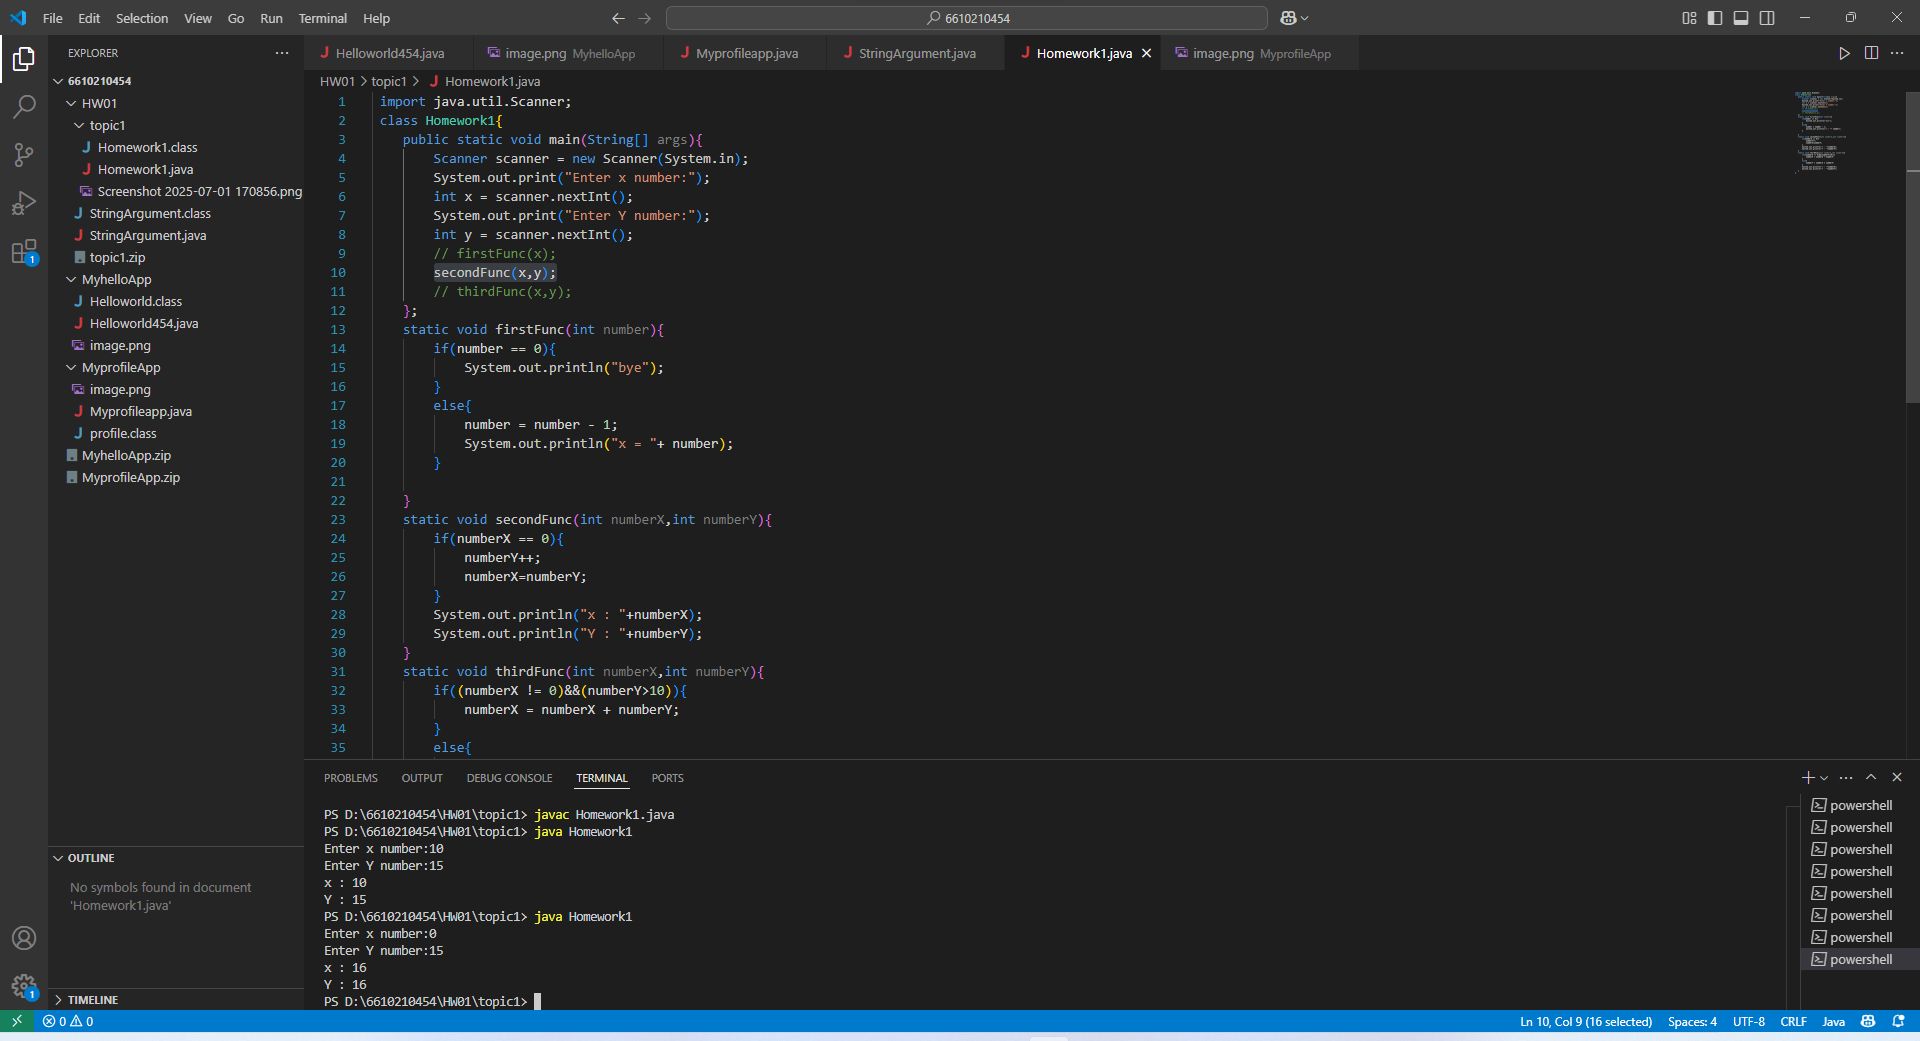 File Edit Selection View Go Run Terminal Help
6610210454
EXPLORER
6610210454
HW01
topic1
Homework1.class
Homework1.java
Screenshot 2025-07-01 170856.png
StringArgument.class
StringArgument.java
topic1.zip
MyhelloApp
Helloworld.class
Helloworld454.java
image.png
MyprofileApp
image.png
Myprofileapp.java
profile.class
MyhelloApp.zip
MyprofileApp.zip
OUTLINE
No symbols found in document
'Homework1.java'
TIMELINE
1
1
Helloworld454.java image.png MyhelloApp Myprofileapp.java StringArgument.java Homework1.java image.png MyprofileApp
HW01 > topic1 > Homework1.java
1 import java.util.Scanner;
2 class Homework1{
3 public static void main(String[] args){
4 Scanner scanner = new Scanner(System.in);
5 System.out.print("Enter x number:");
6 int x = scanner.nextInt();
7 System.out.print("Enter Y number:");
8 int y = scanner.nextInt();
9 // firstFunc(x);
10 secondFunc(x,y);
11 // thirdFunc(x,y);
12 };
13 static void firstFunc(int number){
14 if(number == 0){
15 System.out.println("bye");
16 }
17 else{
18 number = number - 1;
19 System.out.println("x = "+ number);
20 }
21
22 }
23 static void secondFunc(int numberX,int numberY){
24 if(numberX == 0){
25 numberY++;
26 numberX=numberY;
27 }
28 System.out.println("x : "+numberX);
29 System.out.println("Y : "+numberY);
30 }
31 static void thirdFunc(int numberX,int numberY){
32 if((numberX != 0)&&(numberY>10)){
33 numberX = numberX + numberY;
34 }
35 else{
PROBLEMS OUTPUT DEBUG CONSOLE TERMINAL PORTS
PS D:\6610210454\HW01\topic1> javac Homework1.java
PS D:\6610210454\HW01\topic1> java Homework1
Enter x number:10
Enter Y number:15
x : 10
Y : 15
PS D:\6610210454\HW01\topic1> java Homework1
Enter x number:0
Enter Y number:15
x : 16
Y : 16
PS D:\6610210454\HW01\topic1>
powershell
powershell
powershell
powershell
powershell
powershell
powershell
powershell
0 0
Ln 10, Col 9 (16 selected) Spaces: 4 UTF-8 CRLF Java